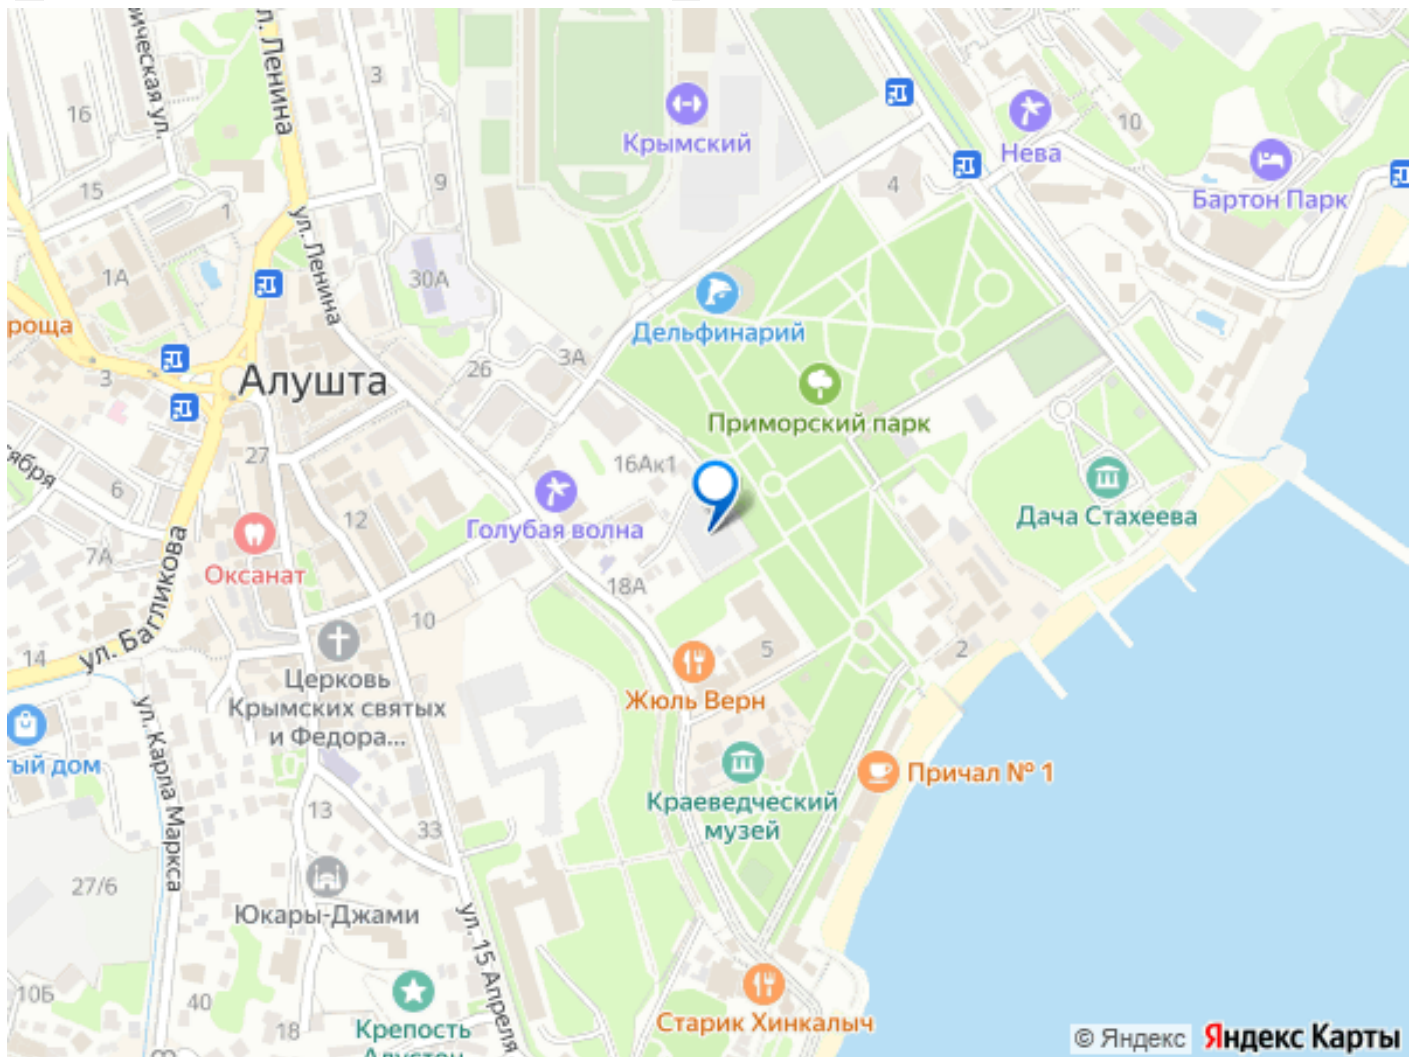 ическая ул.
л. Ленина
3
16
Крымский
Нева
10
Бартон Парк
15
9
4
1
ул. Ленина
1А
30А
роща
Дельфинарий
3А
26
3
Алушта
Приморский парк
27
16Ак1
ября
6
Голубая волна
Дача Стахеева
12
7А
Оксанат
18А
ул. Багликова
10
14
5
2
Церковь
Крымских святых
и Федора...
Жюль Верн
ул. Карла Маркса
тый дом
Причал № 1
Краеведческий
музей
13
33
27/6
Юкары-Джами
ул. 15 Апреля
10Б
40
18
Крепость
Алустон
8
Старик Хинкалыч
© Яндекс Яндекс Карты